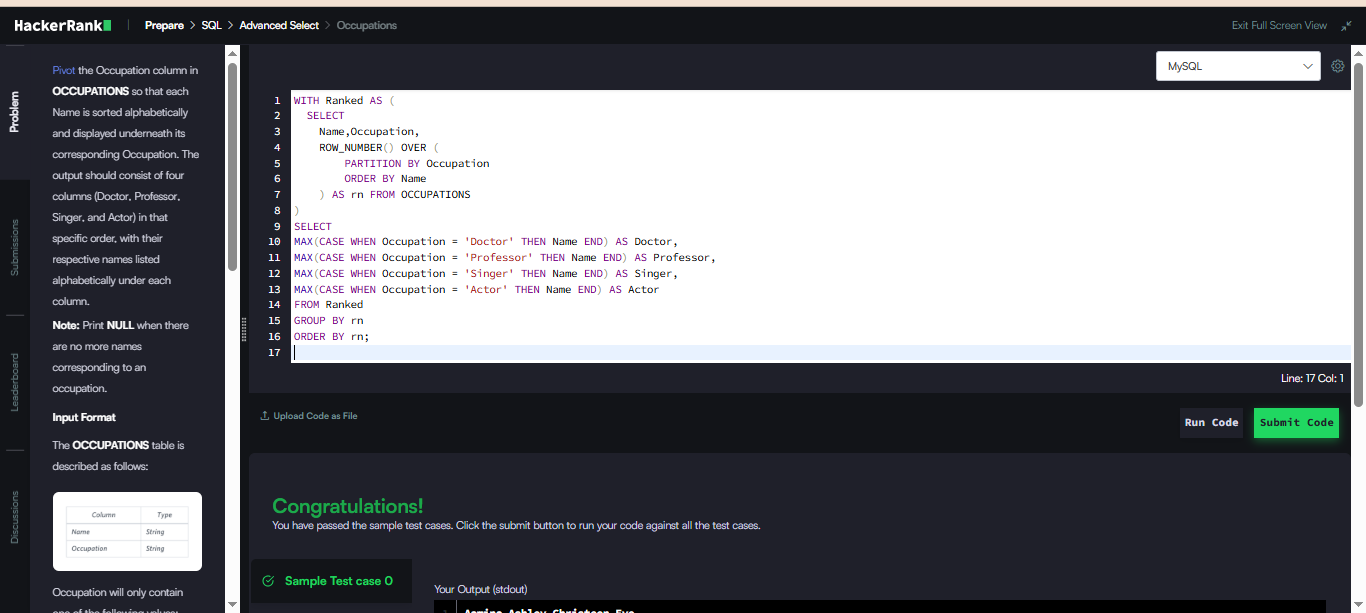 HackerRank
Prepare > SQL > Advanced Select > Occupations
Exit Full Screen View
Problem
Submissions
Leaderboard
Discussions
Pivot the Occupation column in
OCCUPATIONS so that each
Name is sorted alphabetically
and displayed underneath its
corresponding Occupation. The
output should consist of four
columns (Doctor, Professor,
Singer, and Actor) in that
specific order, with their
respective names listed
alphabetically under each
column.
Note: Print NULL when there
are no more names
corresponding to an
occupation.
Input Format
The OCCUPATIONS table is
described as follows:
Column Type
Name String
Occupation String
Occupation will only contain
one of the following values:
MySQL
1 WITH Ranked AS (
2 SELECT
3 Name,Occupation,
4 ROW_NUMBER() OVER (
5 PARTITION BY Occupation
6 ORDER BY Name
7 ) AS rn FROM OCCUPATIONS
8 )
9 SELECT
10 MAX(CASE WHEN Occupation = 'Doctor' THEN Name END) AS Doctor,
11 MAX(CASE WHEN Occupation = 'Professor' THEN Name END) AS Professor,
12 MAX(CASE WHEN Occupation = 'Singer' THEN Name END) AS Singer,
13 MAX(CASE WHEN Occupation = 'Actor' THEN Name END) AS Actor
14 FROM Ranked
15 GROUP BY rn
16 ORDER BY rn;
17
Line: 17 Col: 1
Upload Code as File
Run Code
Submit Code
Congratulations!
You have passed the sample test cases. Click the submit button to run your code against all the test cases.
Sample Test case 0
Your Output (stdout)
Aamina Ashley Christeen Eve